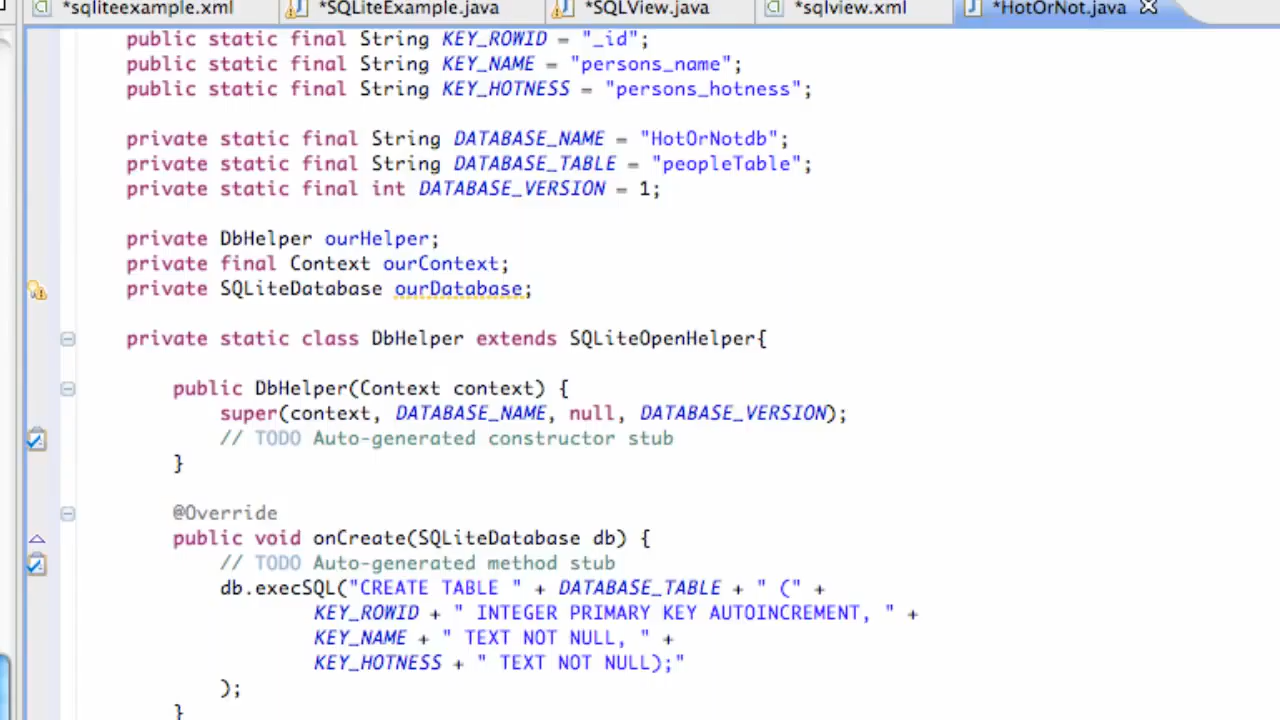 *sqliteexample.xml *SQLiteExample.java *SQLView.java *sqlview.xml *HotOrNot.java
public static final String KEY_ROWID = "_id";
public static final String KEY_NAME = "persons_name";
public static final String KEY_HOTNESS = "persons_hotness";
private static final String DATABASE_NAME = "HotOrNotdb";
private static final String DATABASE_TABLE = "peopleTable";
private static final int DATABASE_VERSION = 1;
private DbHelper ourHelper;
private final Context ourContext;
private SQLiteDatabase ourDatabase;
private static class DbHelper extends SQLiteOpenHelper{
public DbHelper(Context context) {
super(context, DATABASE_NAME, null, DATABASE_VERSION);
// TODO Auto-generated constructor stub
}
@Override
public void onCreate(SQLiteDatabase db) {
// TODO Auto-generated method stub
db.execSQL("CREATE TABLE " + DATABASE_TABLE + " (" +
KEY_ROWID + " INTEGER PRIMARY KEY AUTOINCREMENT, " +
KEY_NAME + " TEXT NOT NULL, " +
KEY_HOTNESS + " TEXT NOT NULL);"
);
}